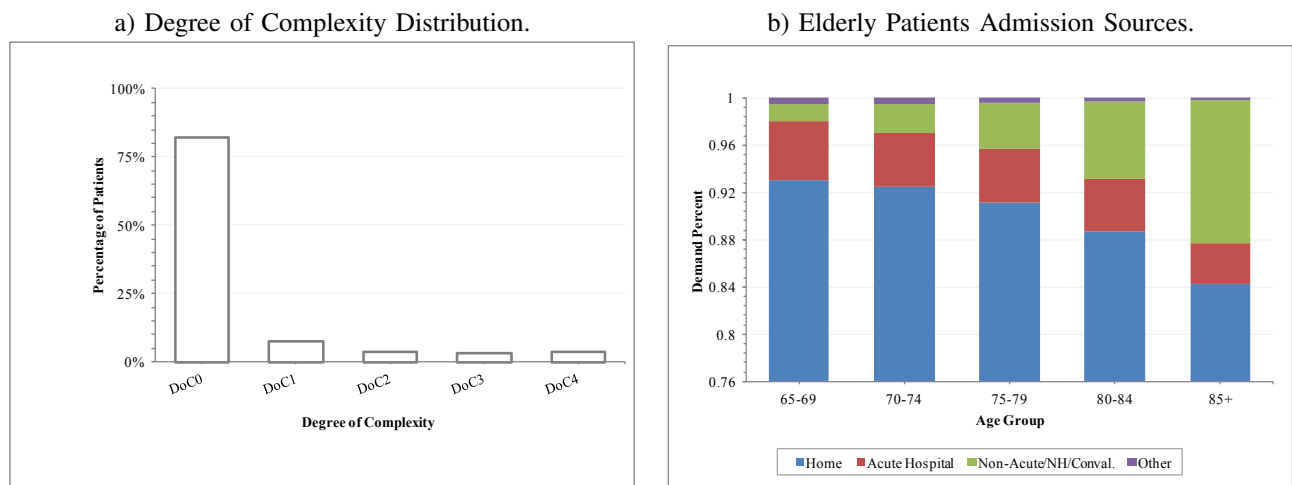 a) Degree of Complexity Distribution.
100%
75%
50%
25%
0%
Percentage of Patients
DoC0 DoC1 DoC2 DoC3 DoC4
Degree of Complexity
b) Elderly Patients Admission Sources.
1
0.96
0.92
0.88
0.84
0.8
0.76
Demand Percent
65-69 70-74 75-79 80-84 85+
Age Group
Home Acute Hospital Non-Acute/NH/Conval. Other